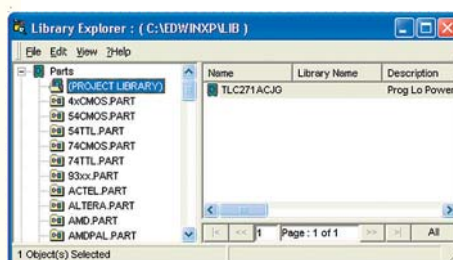 Library Explorer : ( C:\EDWINXP\LIB )
File Edit View ?Help
Parts
(PROJECT LIBRARY)
4xCMOS.PART
54CMOS.PART
54TTL.PART
74CMOS.PART
74TTL.PART
93xx.PART
ACTEL.PART
ALTERA.PART
AMD.PART
AMDPAL.PART
Name Library Name Description
TLC271ACJG Prog Lo Power
|< << 1 Page : 1 of 1 >> >| All
1 Object(s) Selected